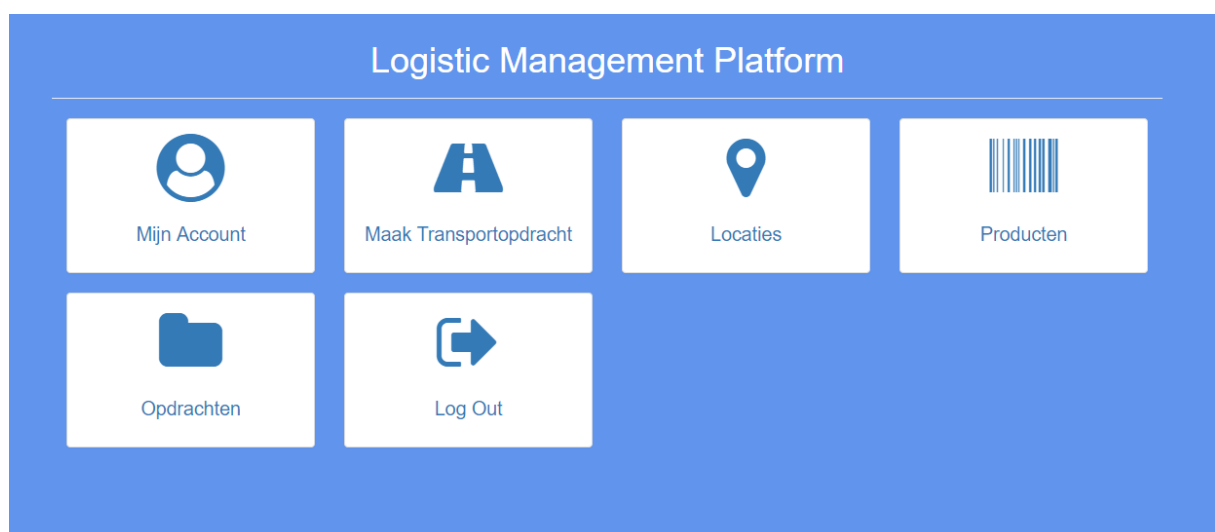 Logistic Management Platform
Mijn Account
Maak Transportopdracht
Locaties
Producten
Opdrachten
Log Out